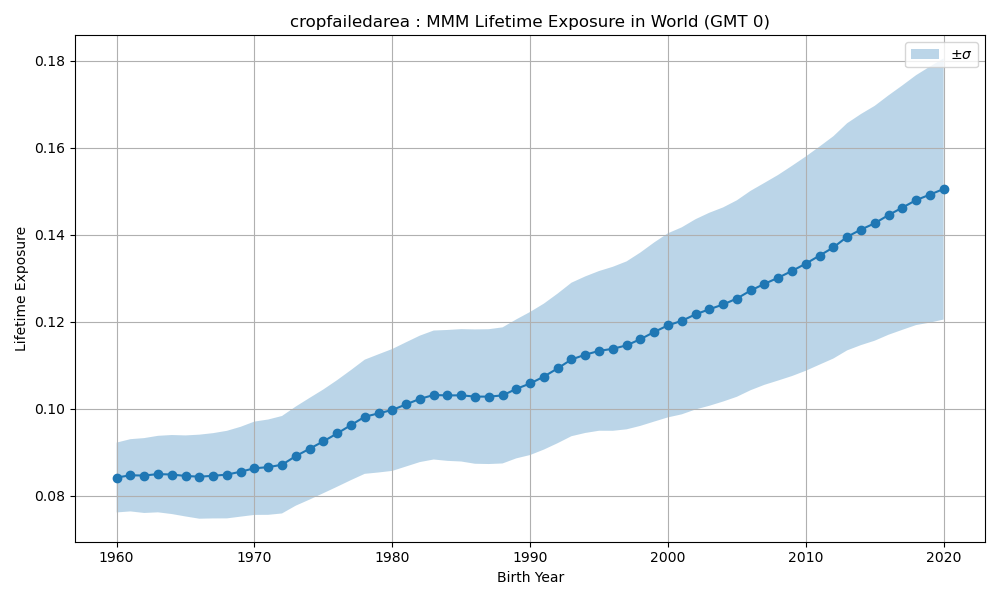 cropfailedarea : MMM Lifetime Exposure in World (GMT 0)
±σ
Lifetime Exposure
0.18
0.16
0.14
0.12
0.10
0.08
1960 1970 1980 1990 2000 2010 2020
Birth Year